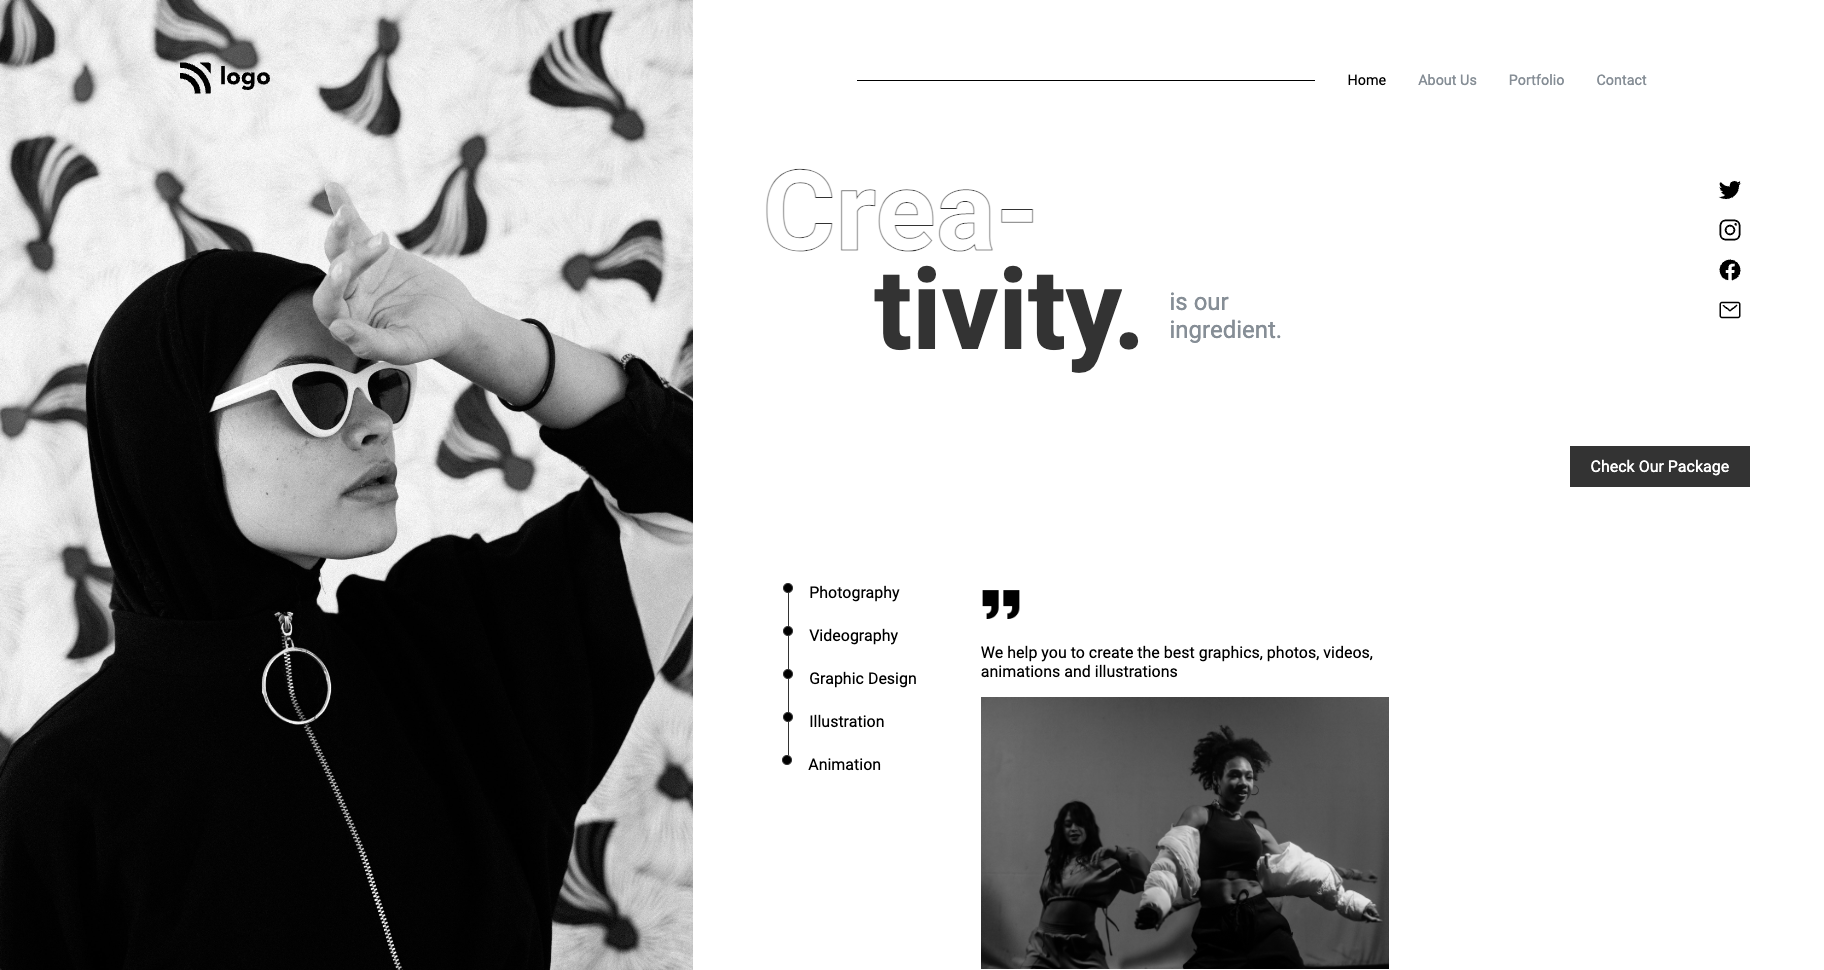 logo
Home
About Us
Portfolio
Contact
Crea-
tivity.
is our
ingredient.
Check Our Package
Photography
Videography
Graphic Design
Illustration
Animation
”
We help you to create the best graphics, photos, videos,
animations and illustrations